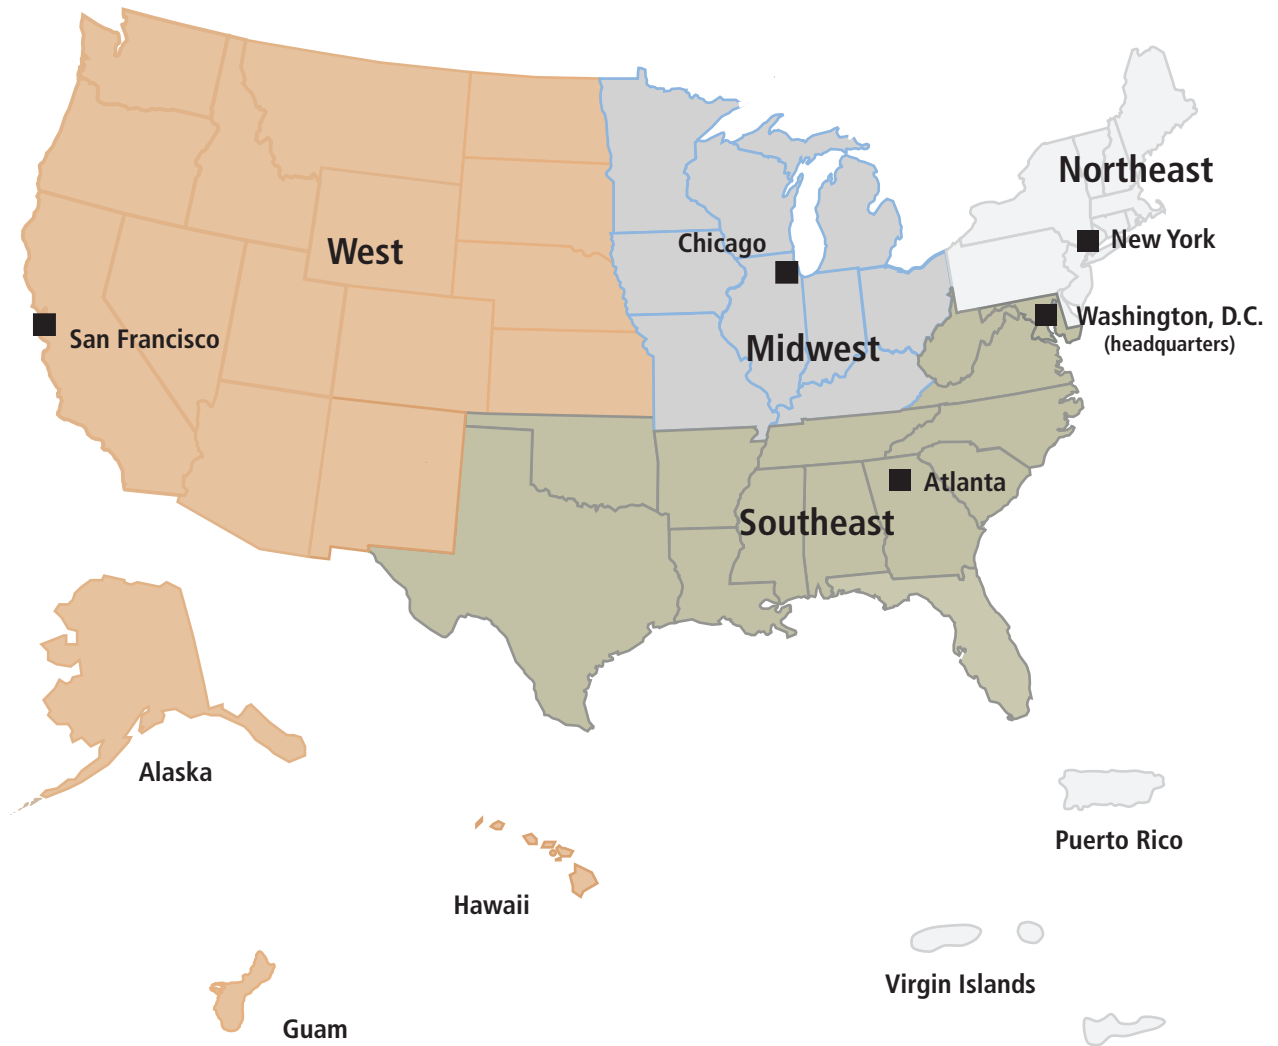 Northeast
New York
West
Chicago
San Francisco
Midwest
Washington, D.C.
(headquarters)
Atlanta
Southeast
Alaska
Puerto Rico
Hawaii
Virgin Islands
Guam